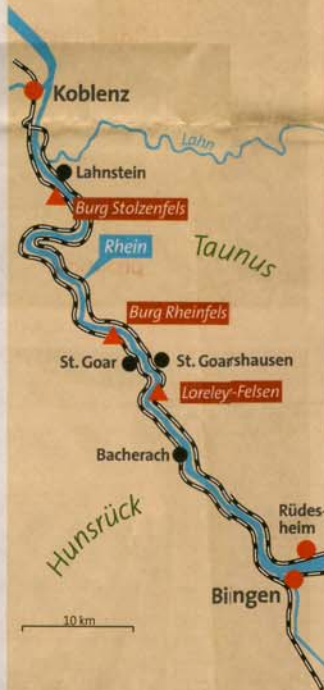 Koblenz
Lahn
Lahnstein
Burg Stolzenfels
Rhein
Taunus
Burg Rheinfels
St. Goar
St. Goarshausen
Loreley-Felsen
Bacherach
Hunsrück
Rüdes-
heim
Bingen
10 km